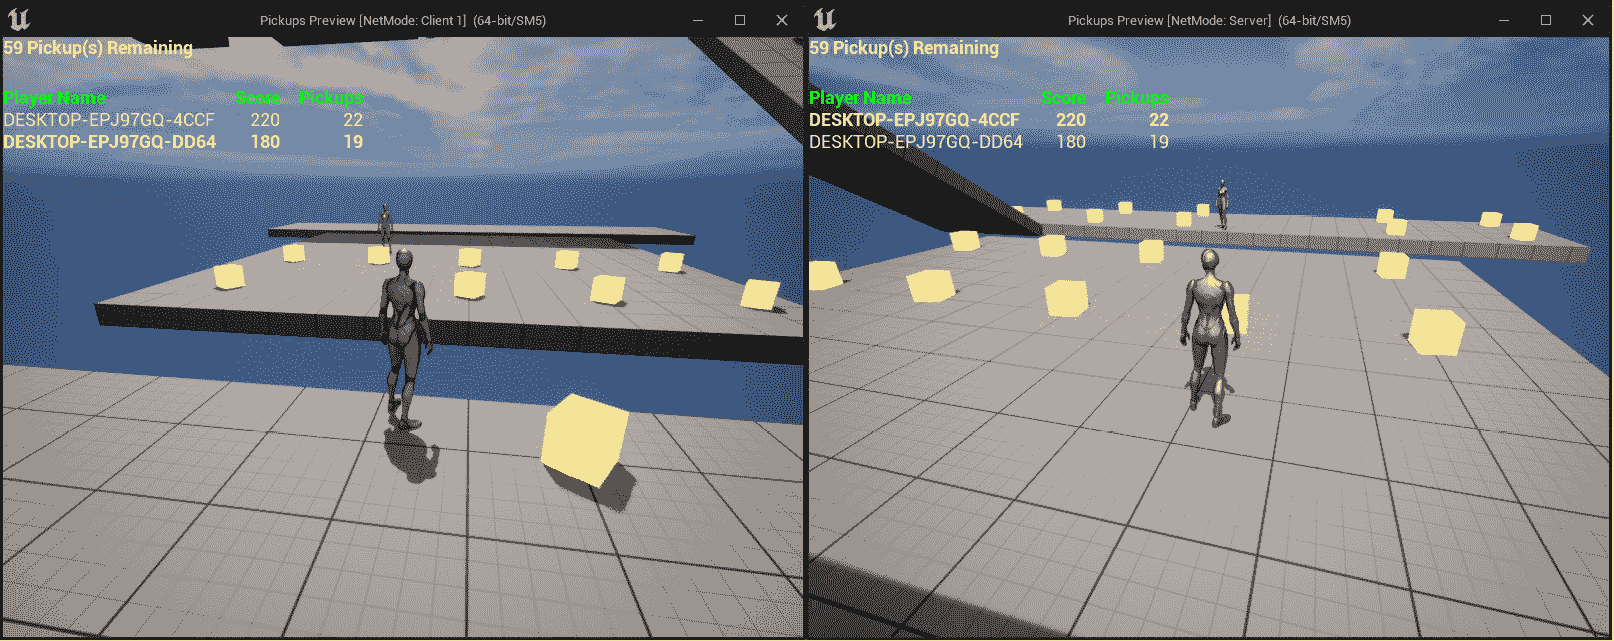 Pickups Preview [NetMode: Client 1] (64-bit/SM5)
59 Pickup(s) Remaining
Player Name Score Pickups
DESKTOP-EPJ97GQ-4CCF 220 22
DESKTOP-EPJ97GQ-DD64 180 19
Pickups Preview [NetMode: Server] (64-bit/SM5)
59 Pickup(s) Remaining
Player Name Score Pickups
DESKTOP-EPJ97GQ-4CCF 220 22
DESKTOP-EPJ97GQ-DD64 180 19